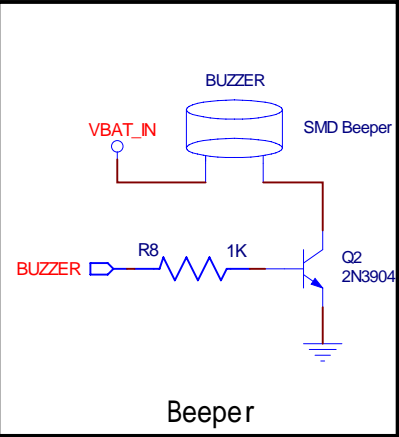 BUZZER
SMD Beeper
VBAT_IN
R8 1K
Q2
2N3904
BUZZER
Beeper